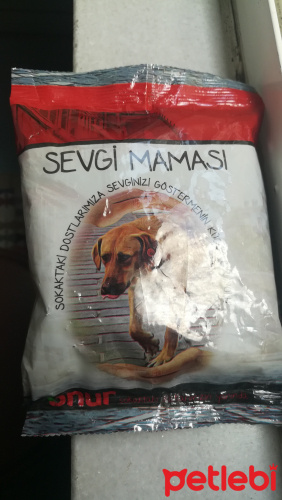 SEVGİ MAMASI
SOKAKTAKİ DOSTLARIMIZA SEVGİNİZİ GÖSTERMENİN
onur
petlebi